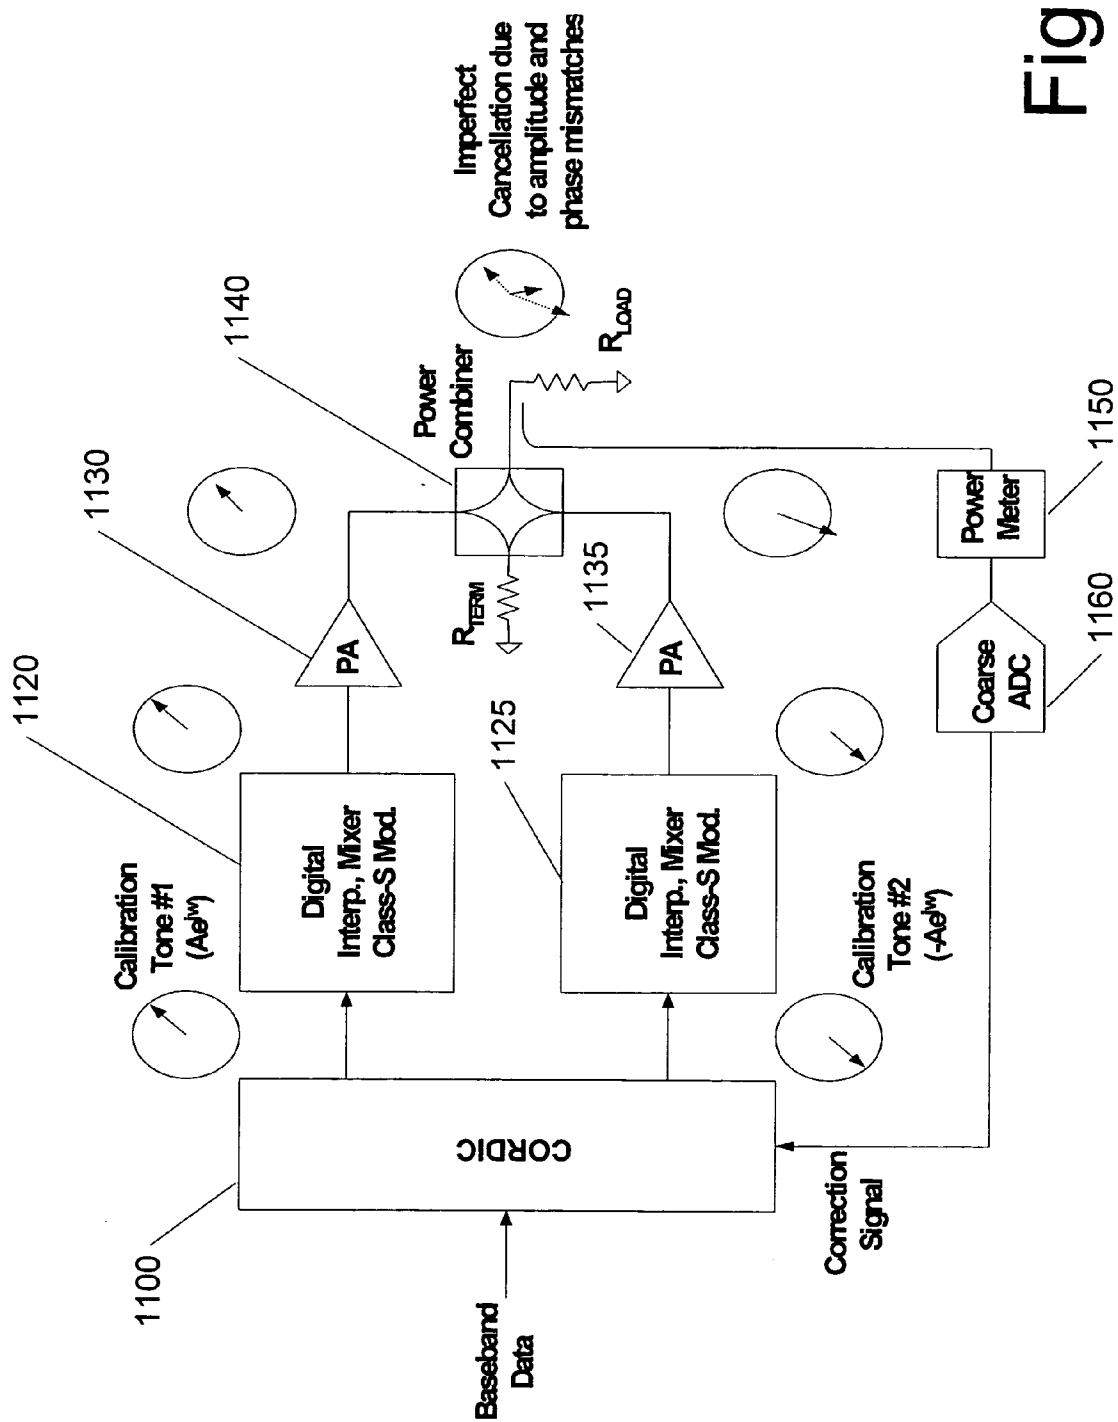 1100
Baseband
Data
CORDIC
Correction
Signal
Calibration
Tone #1
(Ae^jw)
1120
Digital
Interp., Mixer
Class-S Mod.
1125
Digital
Interp., Mixer
Class-S Mod.
Calibration
Tone #2
(-Ae^jw)
1130
PA
1135
PA
R_TERM
1140
Power
Combiner
R_LOAD
Imperfect
Cancellation due
to amplitude and
phase mismatches
Coarse
ADC
1160
Power
Meter
1150
Fig